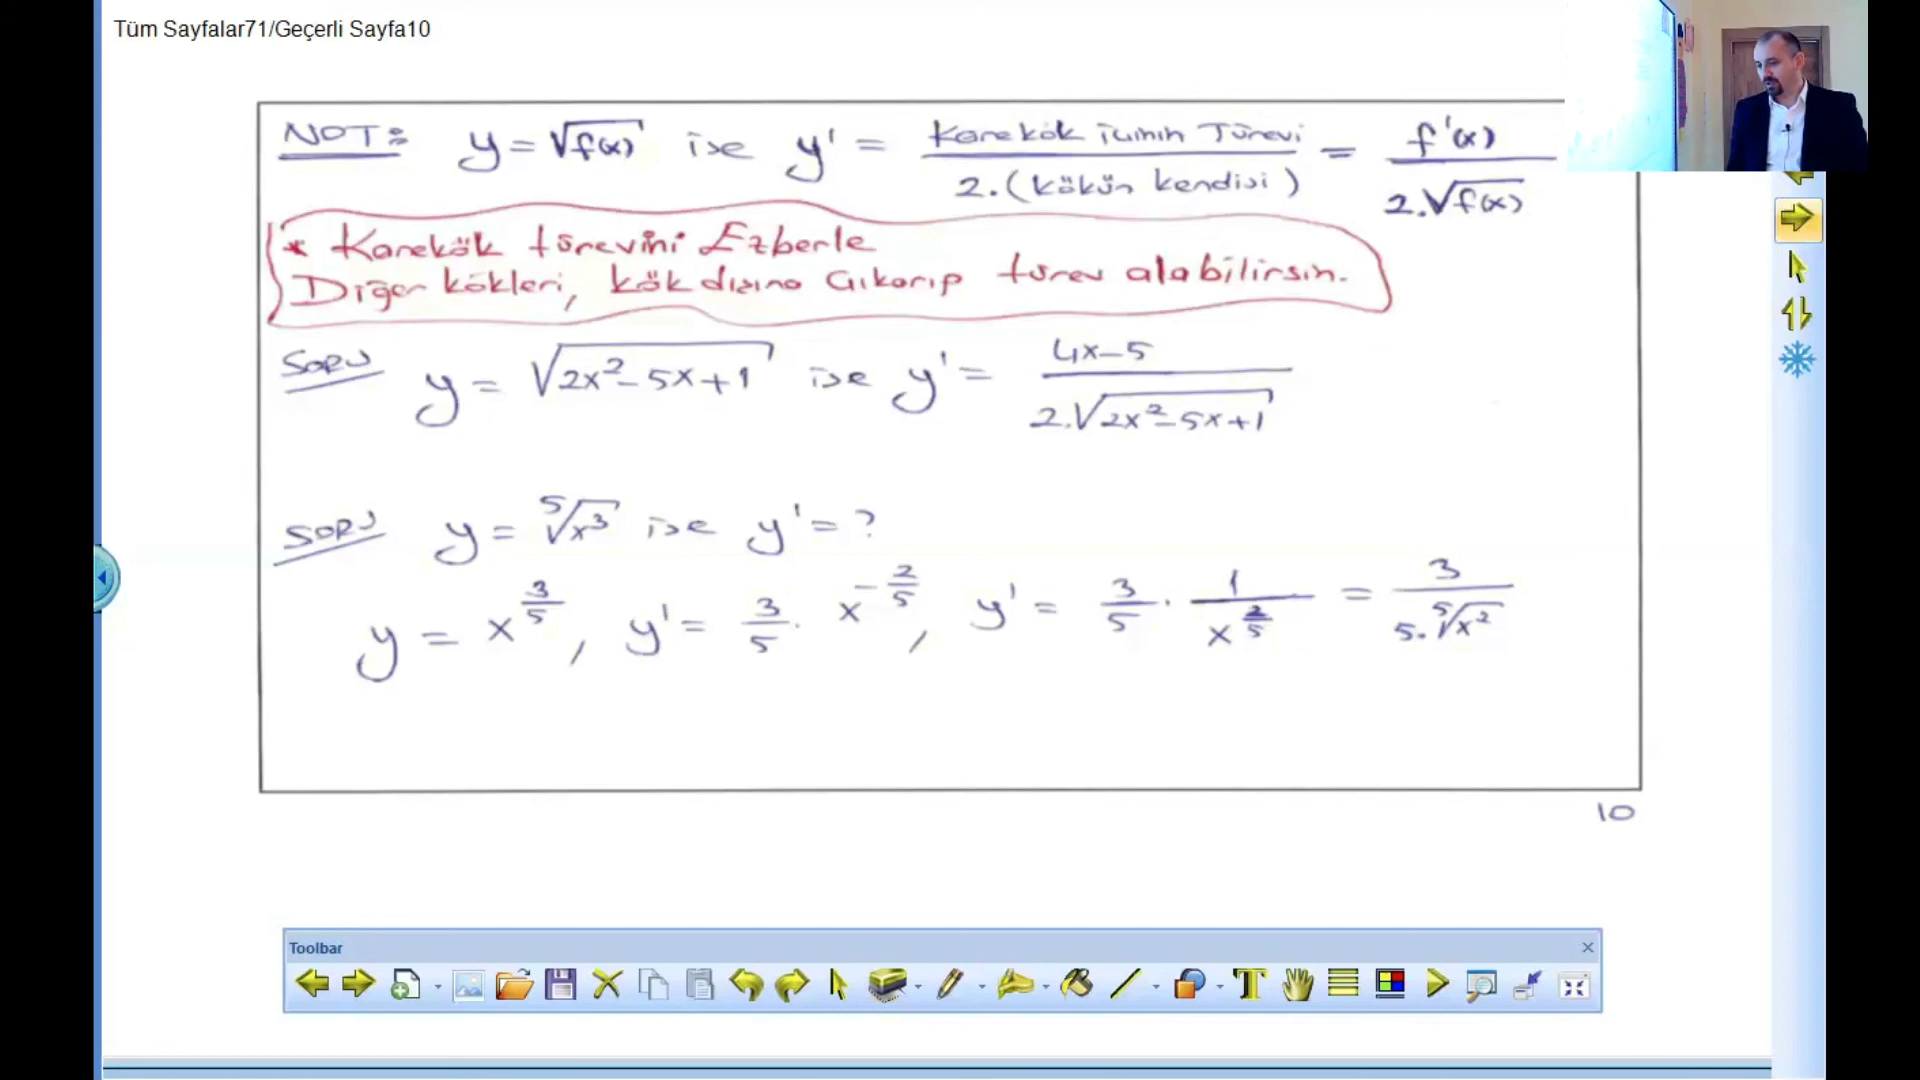 Tüm Sayfalar71/Geçerli Sayfa10
NOT: y = √f(x) ise y' = Karekök içinin Türevi / 2.(kökün kendisi) = f'(x) / 2.√f(x)
* Karekök türevini Ezberle
Diğer kökleri, kök dışına çıkarıp türev alabilirsin.
SORU y = √2x²-5x+1 ise y' = 4x-5 / 2.√2x²-5x+1
SORU y = ⁵√x³ ise y' = ?
y = x^(3/5), y' = 3/5 . x^(-2/5), y' = 3/5 . 1/x^(2/5) = 3 / 5.⁵√x²
10
Toolbar